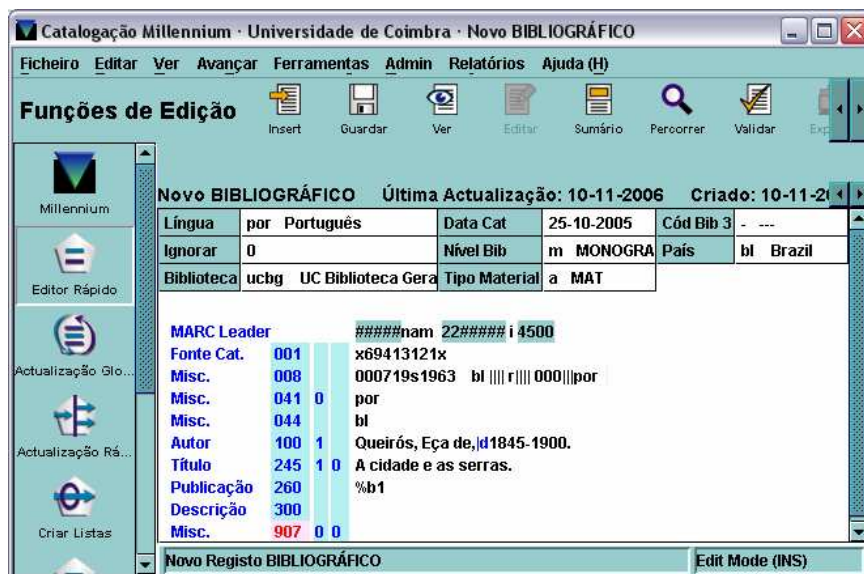 Catalogação Millennium · Universidade de Coimbra · Novo BIBLIOGRÁFICO
Ficheiro Editar Ver Avançar Ferramentas Admin Relatórios Ajuda (H)
Funções de Edição
Insert Guardar Ver Editar Sumário Percorrer Validar Exp
Millennium
Editor Rápido
Actualização Glo...
Actualização Rá...
Criar Listas
Novo BIBLIOGRÁFICO Última Actualização: 10-11-2006 Criado: 10-11-20
Língua por Português Data Cat 25-10-2005 Cód Bib 3 - ---
Ignorar 0 Nível Bib m MONOGRA País bl Brazil
Biblioteca ucbg UC Biblioteca Gera Tipo Material a MAT
MARC Leader #####nam 22##### i 4500
Fonte Cat. 001 x69413121x
Misc. 008 000719s1963 bl |||| r|||| 000|||por
Misc. 041 0 por
Misc. 044 bl
Autor 100 1 Queirós, Eça de,|d1845-1900.
Título 245 1 0 A cidade e as serras.
Publicação 260 %b1
Descrição 300
Misc. 907 0 0
Novo Registo BIBLIOGRÁFICO Edit Mode (INS)